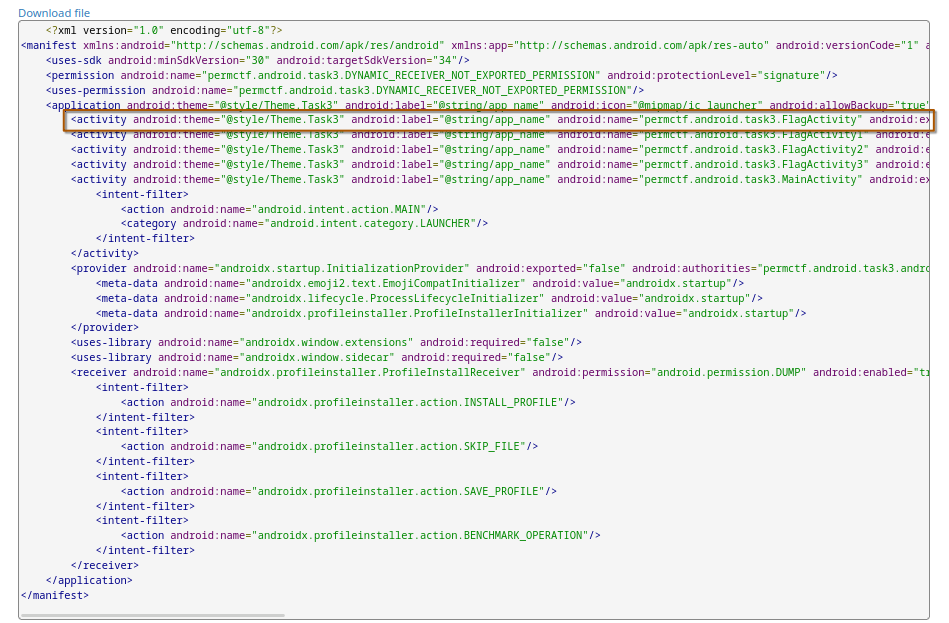 Download file
<?xml version="1.0" encoding="utf-8"?>
<manifest xmlns:android="http://schemas.android.com/apk/res/android" xmlns:app="http://schemas.android.com/apk/res-auto" android:versionCode="1" a
<uses-sdk android:minSdkVersion="30" android:targetSdkVersion="34"/>
<permission android:name="permctf.android.task3.DYNAMIC_RECEIVER_NOT_EXPORTED_PERMISSION" android:protectionLevel="signature"/>
<uses-permission android:name="permctf.android.task3.DYNAMIC_RECEIVER_NOT_EXPORTED_PERMISSION"/>
<application android:theme="@style/Theme.Task3" android:label="@string/app_name" android:icon="@mipmap/ic_launcher" android:allowBackup="true"
<activity android:theme="@style/Theme.Task3" android:label="@string/app_name" android:name="permctf.android.task3.FlagActivity" android:ex
<activity android:theme="@style/Theme.Task3" android:label="@string/app_name" android:name="permctf.android.task3.FlagActivity1" android:e
<activity android:theme="@style/Theme.Task3" android:label="@string/app_name" android:name="permctf.android.task3.FlagActivity2" android:e
<activity android:theme="@style/Theme.Task3" android:label="@string/app_name" android:name="permctf.android.task3.FlagActivity3" android:e
<activity android:theme="@style/Theme.Task3" android:label="@string/app_name" android:name="permctf.android.task3.MainActivity" android:ex
<intent-filter>
<action android:name="android.intent.action.MAIN"/>
<category android:name="android.intent.category.LAUNCHER"/>
</intent-filter>
</activity>
<provider android:name="androidx.startup.InitializationProvider" android:exported="false" android:authorities="permctf.android.task3.andro
<meta-data android:name="androidx.emoji2.text.EmojiCompatInitializer" android:value="androidx.startup"/>
<meta-data android:name="androidx.lifecycle.ProcessLifecycleInitializer" android:value="androidx.startup"/>
<meta-data android:name="androidx.profileinstaller.ProfileInstallerInitializer" android:value="androidx.startup"/>
</provider>
<uses-library android:name="androidx.window.extensions" android:required="false"/>
<uses-library android:name="androidx.window.sidecar" android:required="false"/>
<receiver android:name="androidx.profileinstaller.ProfileInstallReceiver" android:permission="android.permission.DUMP" android:enabled="tr
<intent-filter>
<action android:name="androidx.profileinstaller.action.INSTALL_PROFILE"/>
</intent-filter>
<intent-filter>
<action android:name="androidx.profileinstaller.action.SKIP_FILE"/>
</intent-filter>
<intent-filter>
<action android:name="androidx.profileinstaller.action.SAVE_PROFILE"/>
</intent-filter>
<intent-filter>
<action android:name="androidx.profileinstaller.action.BENCHMARK_OPERATION"/>
</intent-filter>
</receiver>
</application>
</manifest>